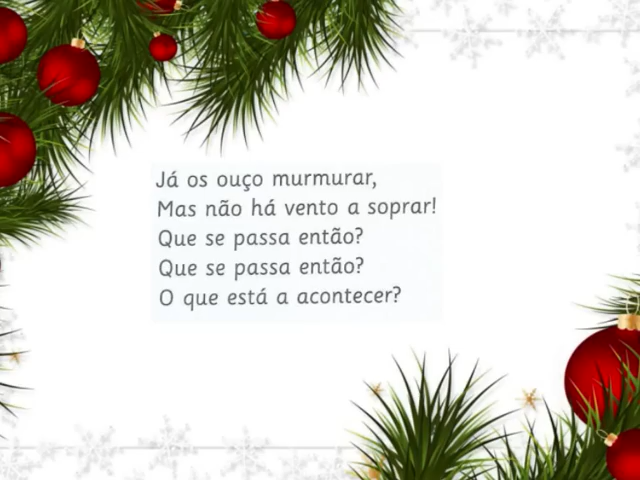 Já os ouço murmurar,
Mas não há vento a soprar!
Que se passa então?
Que se passa então?
O que está a acontecer?